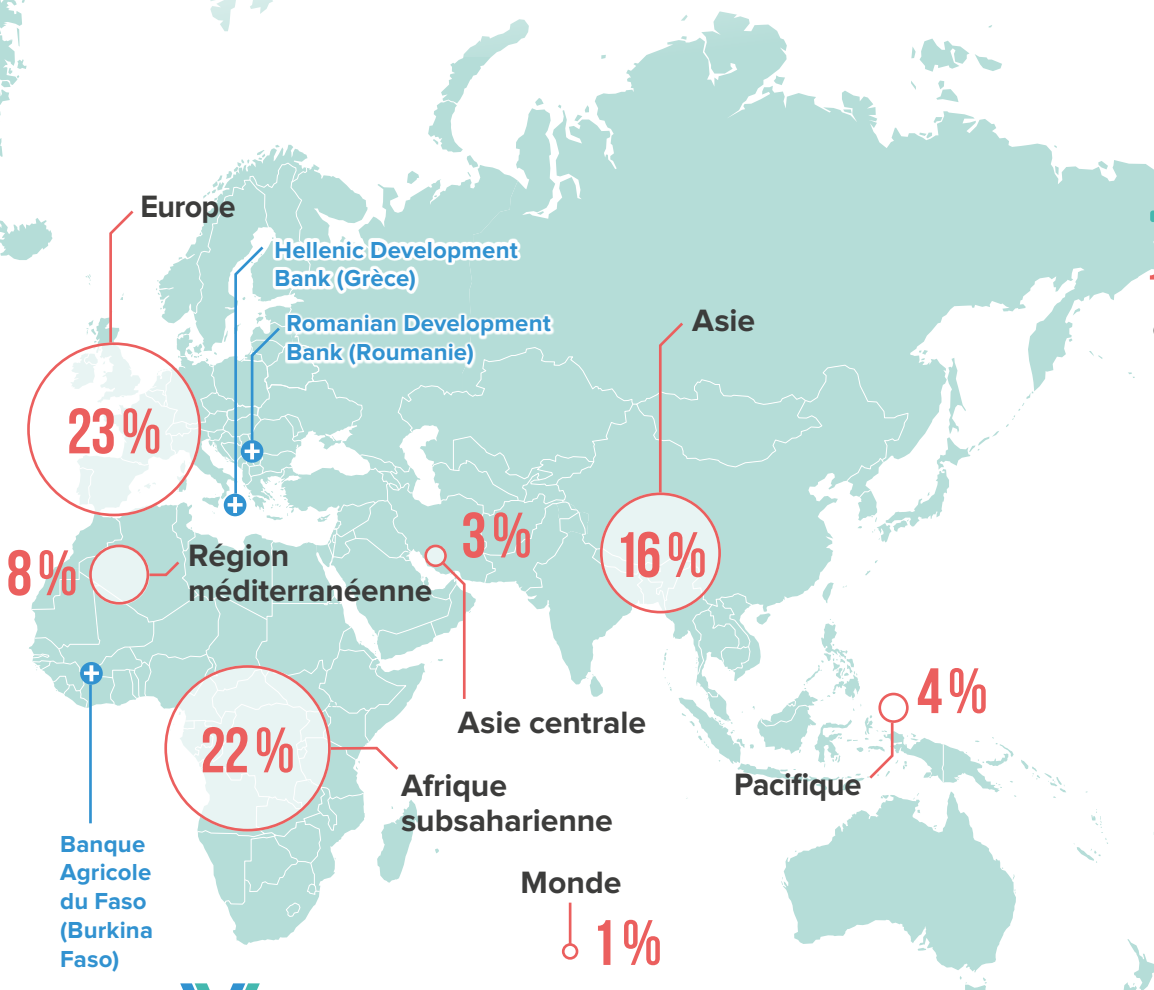 Europe
Hellenic Development
Bank (Grèce)
Romanian Development
Bank (Roumanie)
Asie
23 %
3 %
16 %
8 %
Région
méditerranéenne
4 %
Asie centrale
22 %
Afrique
subsaharienne
Pacifique
Banque
Agricole
du Faso
(Burkina
Faso)
Monde
1 %